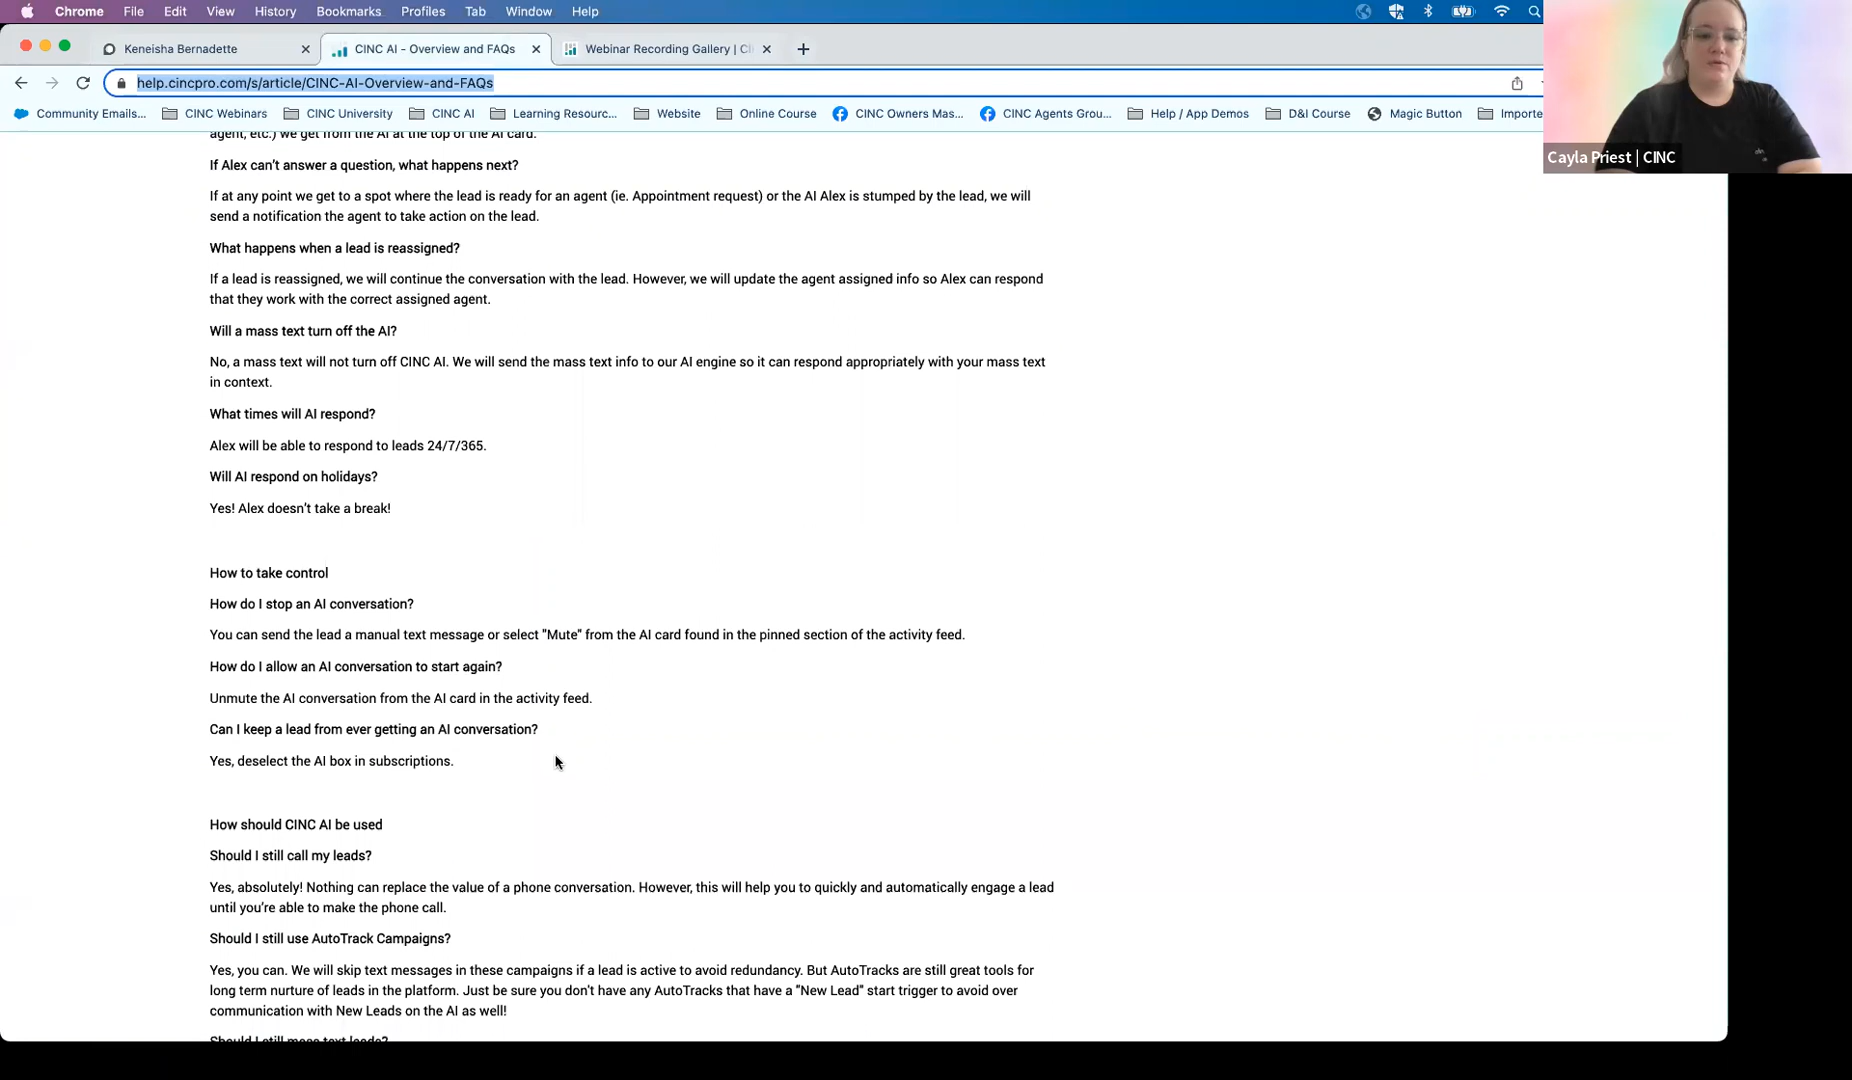 Chrome File Edit View History Bookmarks Profiles Tab Window Help
Keneisha Bernadette
CINC AI - Overview and FAQs
Webinar Recording Gallery | CI
help.cincpro.com/s/article/CINC-AI-Overview-and-FAQs
Community Emails... CINC Webinars CINC University CINC AI Learning Resourc... Website Online Course CINC Owners Mas... CINC Agents Grou... Help / App Demos D&I Course Magic Button Importe
Cayla Priest | CINC
agent, etc.) we get from the AI at the top of the AI card.
If Alex can't answer a question, what happens next?
If at any point we get to a spot where the lead is ready for an agent (ie. Appointment request) or the AI Alex is stumped by the lead, we will
send a notification the agent to take action on the lead.
What happens when a lead is reassigned?
If a lead is reassigned, we will continue the conversation with the lead. However, we will update the agent assigned info so Alex can respond
that they work with the correct assigned agent.
Will a mass text turn off the AI?
No, a mass text will not turn off CINC AI. We will send the mass text info to our AI engine so it can respond appropriately with your mass text
in context.
What times will AI respond?
Alex will be able to respond to leads 24/7/365.
Will AI respond on holidays?
Yes! Alex doesn't take a break!
How to take control
How do I stop an AI conversation?
You can send the lead a manual text message or select "Mute" from the AI card found in the pinned section of the activity feed.
How do I allow an AI conversation to start again?
Unmute the AI conversation from the AI card in the activity feed.
Can I keep a lead from ever getting an AI conversation?
Yes, deselect the AI box in subscriptions.
How should CINC AI be used
Should I still call my leads?
Yes, absolutely! Nothing can replace the value of a phone conversation. However, this will help you to quickly and automatically engage a lead
until you're able to make the phone call.
Should I still use AutoTrack Campaigns?
Yes, you can. We will skip text messages in these campaigns if a lead is active to avoid redundancy. But AutoTracks are still great tools for
long term nurture of leads in the platform. Just be sure you don't have any AutoTracks that have a "New Lead" start trigger to avoid over
communication with New Leads on the AI as well!
Should I still mass text leads?